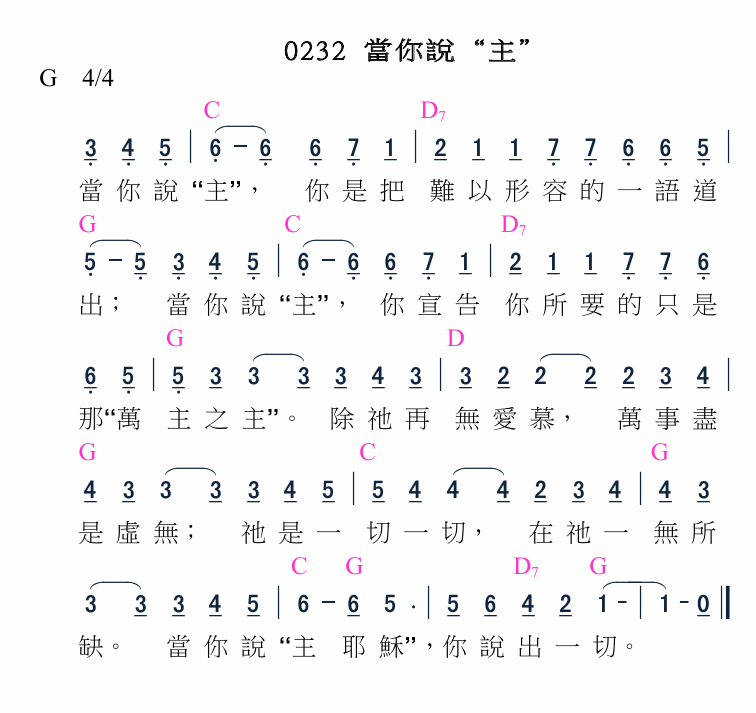 0232 當你說“主”
G 4/4
C D7
3 4 5 | 6 - 6 6 7 1 | 2 1 1 7 7 6 6 5 |
當你說“主”， 你是把 難以形容的一語道
G C D7
5 - 5 3 4 5 | 6 - 6 6 7 1 | 2 1 1 7 7 6
出； 當你說“主”， 你宣告 你所要的只是
G D
6 5 | 5 3 3 3 3 4 3 | 3 2 2 2 2 3 4 |
那“萬 主之主”。 除祂再 無愛慕， 萬事盡
G C G
4 3 3 3 3 4 5 | 5 4 4 4 2 3 4 | 4 3
是虛無； 祂是一 切一切， 在祂一 無所
C G D7 G
3 3 3 4 5 | 6 - 6 5 . | 5 6 4 2 1 - | 1 - 0 ||
缺。 當你說“主 耶穌”，你說出一切。